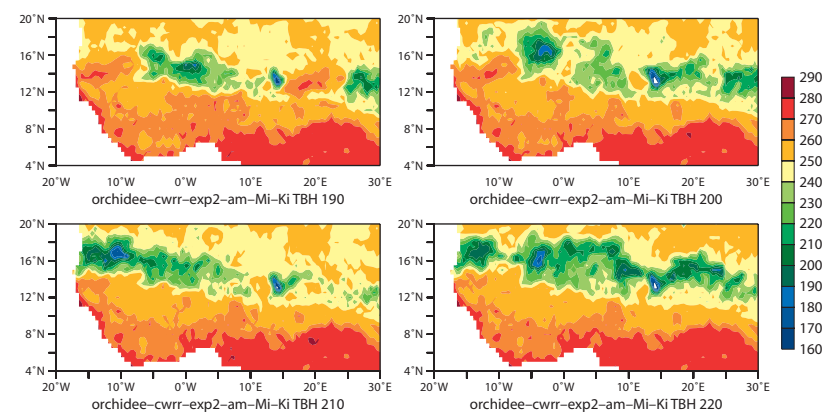 20°N 20°N
16°N 16°N
12°N 12°N
8°N 8°N
4°N 4°N
20°W 10°W 0°W 10°E 20°E 30°E 10°W 0°W 10°E 20°E 30°E
orchidee–cwrr–exp2–am–Mi–Ki TBH 190 orchidee–cwrr–exp2–am–Mi–Ki TBH 200
290
280
270
260
250
240
230
220
210
200
190
180
170
160
20°N 20°N
16°N 16°N
12°N 12°N
8°N 8°N
4°N 4°N
20°W 10°W 0°W 10°E 20°E 30°E 20°W 10°W 0°W 10°E 20°E 30°E
orchidee–cwrr–exp2–am–Mi–Ki TBH 210 orchidee–cwrr–exp2–am–Mi–Ki TBH 220